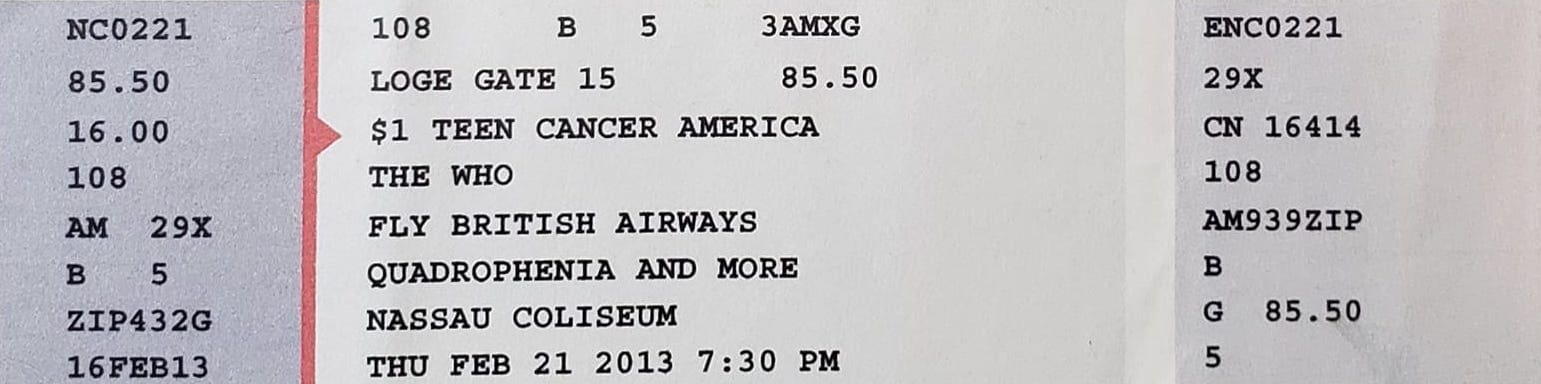 NC0221
85.50
16.00
108
AM 29X
B 5
ZIP432G
16FEB13
108 B 5 3AMXG
LOGE GATE 15 85.50
$1 TEEN CANCER AMERICA
THE WHO
FLY BRITISH AIRWAYS
QUADROPHENIA AND MORE
NASSAU COLISEUM
THU FEB 21 2013 7:30 PM
ENC0221
29X
CN 16414
108
AM939ZIP
B
G 85.50
5